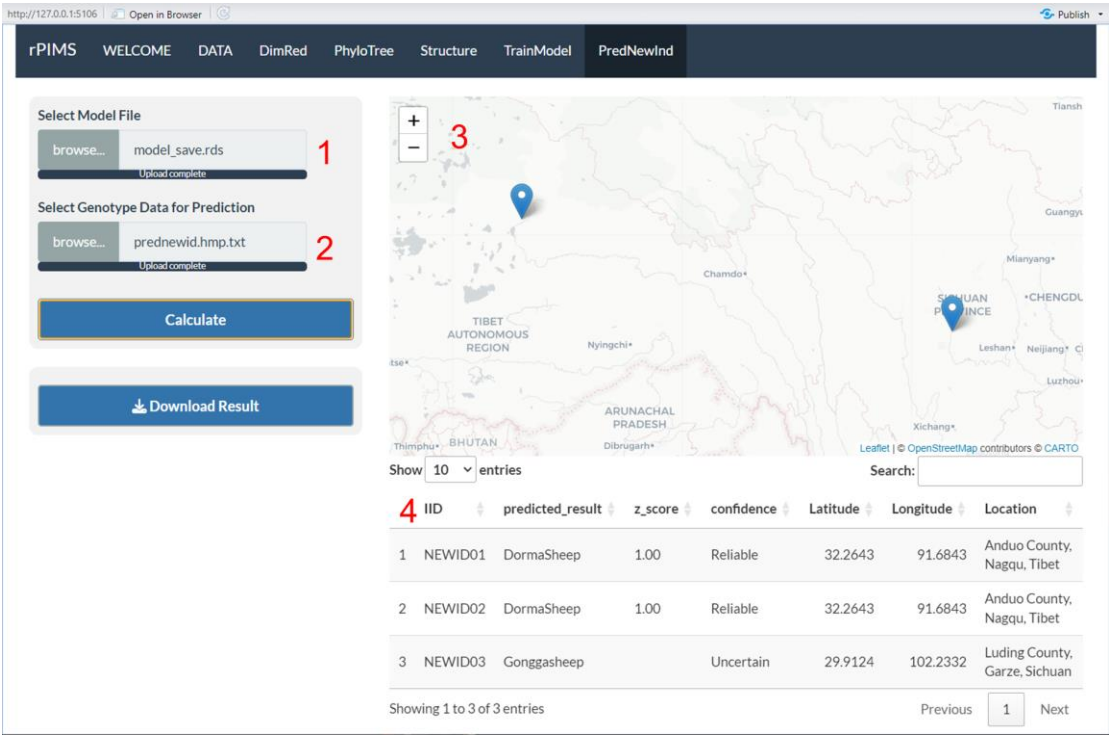 http://127.0.0.1:5106 Open in Browser Publish
rPIMS WELCOME DATA DimRed PhyloTree Structure TrainModel PredNewInd
Select Model File
browse... model_save.rds 1
Upload complete
Select Genotype Data for Prediction
browse... prednewid.hmp.txt 2
Upload complete
Calculate
Download Result
+
−
3
Tiansh
Guangyu
Mianyang
Chamdo
SICHUAN
PROVINCE
CHENGDU
TIBET
AUTONOMOUS
REGION
Nyingchi
Leshan Neijiang C
tse
Luzhou
ARUNACHAL
PRADESH
Xichang
Thimphu BHUTAN Dibrugarh
Leaflet | © OpenStreetMap contributors © CARTO
Show 10 entries Search:
4 IID predicted_result z_score confidence Latitude Longitude Location
1 NEWID01 DormaSheep 1.00 Reliable 32.2643 91.6843 Anduo County,
Nagqu, Tibet
2 NEWID02 DormaSheep 1.00 Reliable 32.2643 91.6843 Anduo County,
Nagqu, Tibet
3 NEWID03 Gonggasheep Uncertain 29.9124 102.2332 Luding County,
Garze, Sichuan
Showing 1 to 3 of 3 entries Previous 1 Next